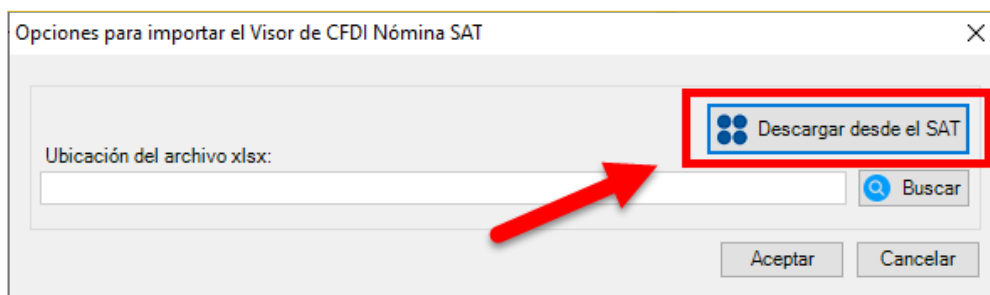 Opciones para importar el Visor de CFDI Nómina SAT
Descargar desde el SAT
Ubicación del archivo xlsx:
Buscar
Aceptar
Cancelar